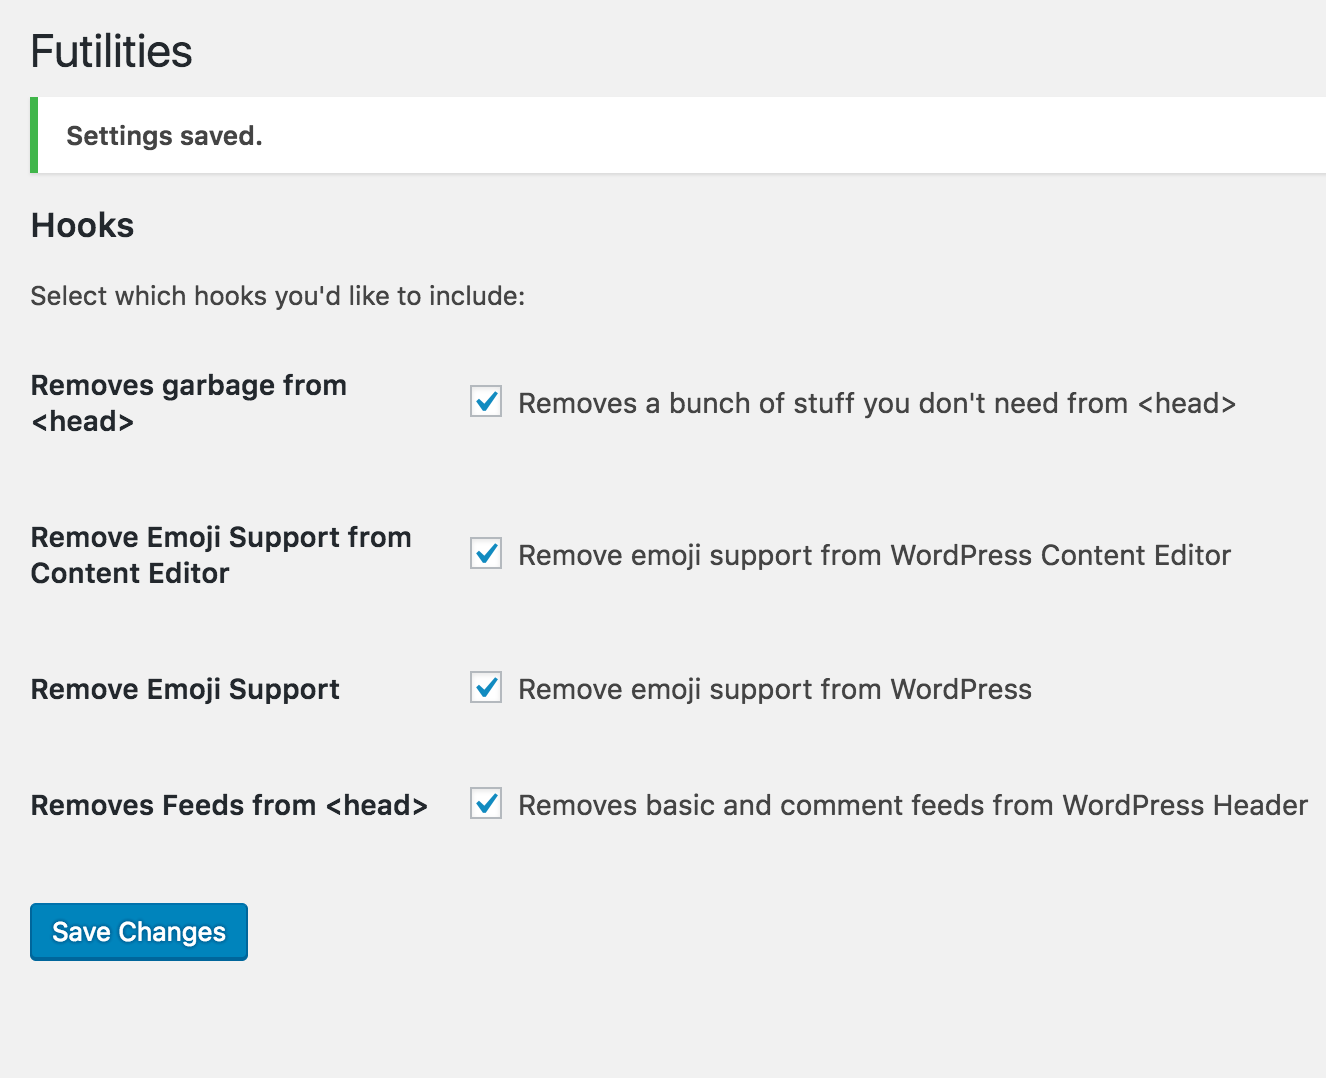 Futilities
Settings saved.
Hooks
Select which hooks you'd like to include:
Removes garbage from
<head>
Removes a bunch of stuff you don't need from <head>
Remove Emoji Support from
Content Editor
Remove emoji support from WordPress Content Editor
Remove Emoji Support
Remove emoji support from WordPress
Removes Feeds from <head>
Removes basic and comment feeds from WordPress Header
Save Changes